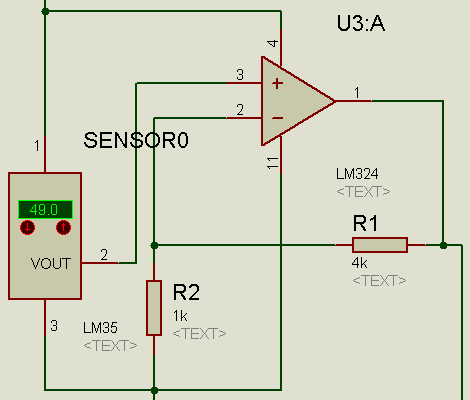 U3:A
4
3
2
1
11
1
SENSOR0
LM324
<TEXT>
49.0
R1
VOUT
2
4k
<TEXT>
R2
1k
<TEXT>
3
LM35
<TEXT>